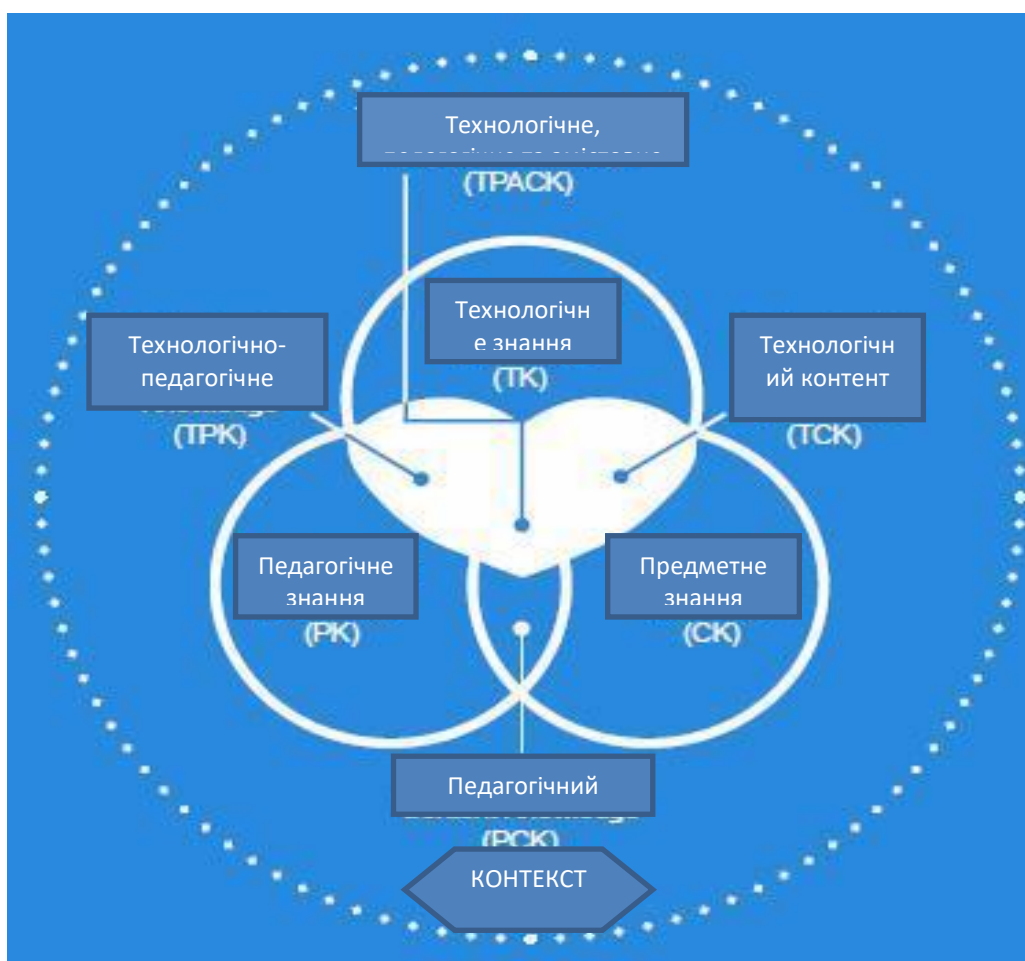 Технологічне,
(TPACK)
Технологічн
е знання
(TK)
Технологічно-
педагогічне
(TPK)
Технологічн
ий контент
(TCK)
Педагогічне
знання
(PK)
Предметне
знання
(CK)
Педагогічний
(PCK)
КОНТЕКСТ